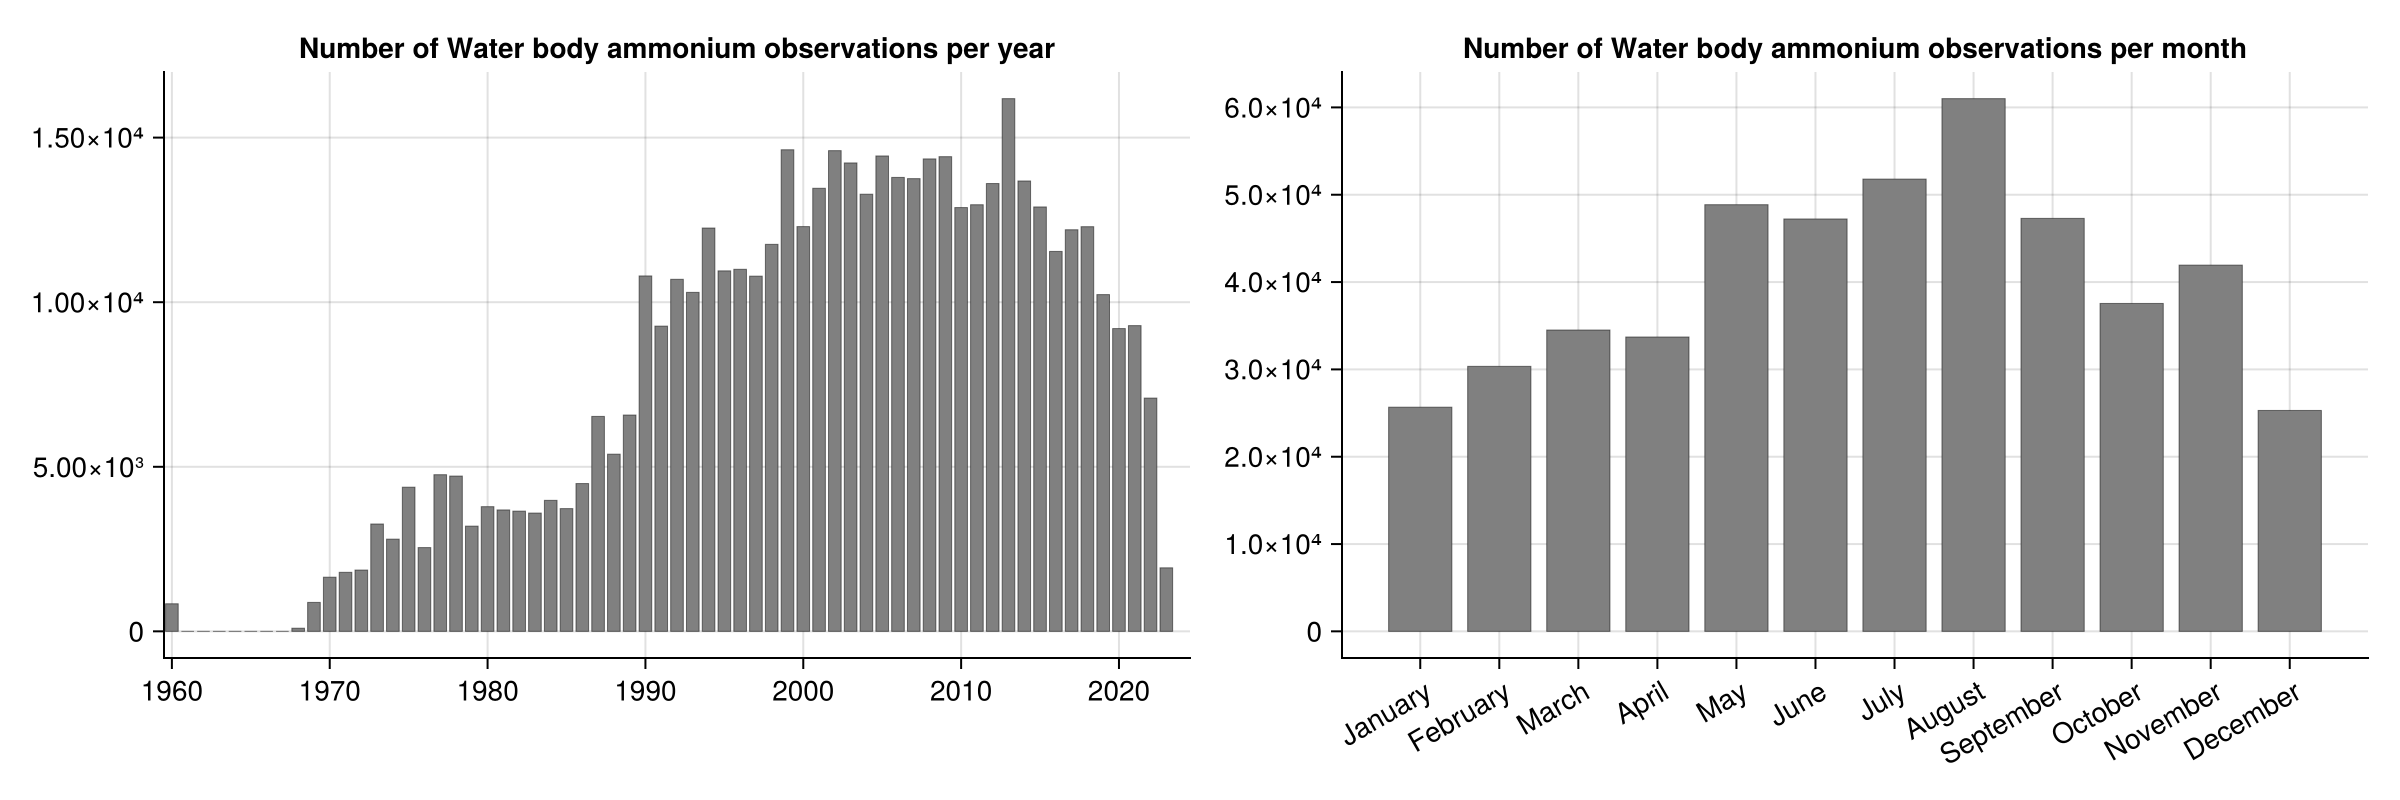 Number of Water body ammonium observations per year
1.50×10⁴
1.00×10⁴
5.00×10³
0
1960 1970 1980 1990 2000 2010 2020
Number of Water body ammonium observations per month
6.0×10⁴
5.0×10⁴
4.0×10⁴
3.0×10⁴
2.0×10⁴
1.0×10⁴
0
January February March April May June July August September October November December